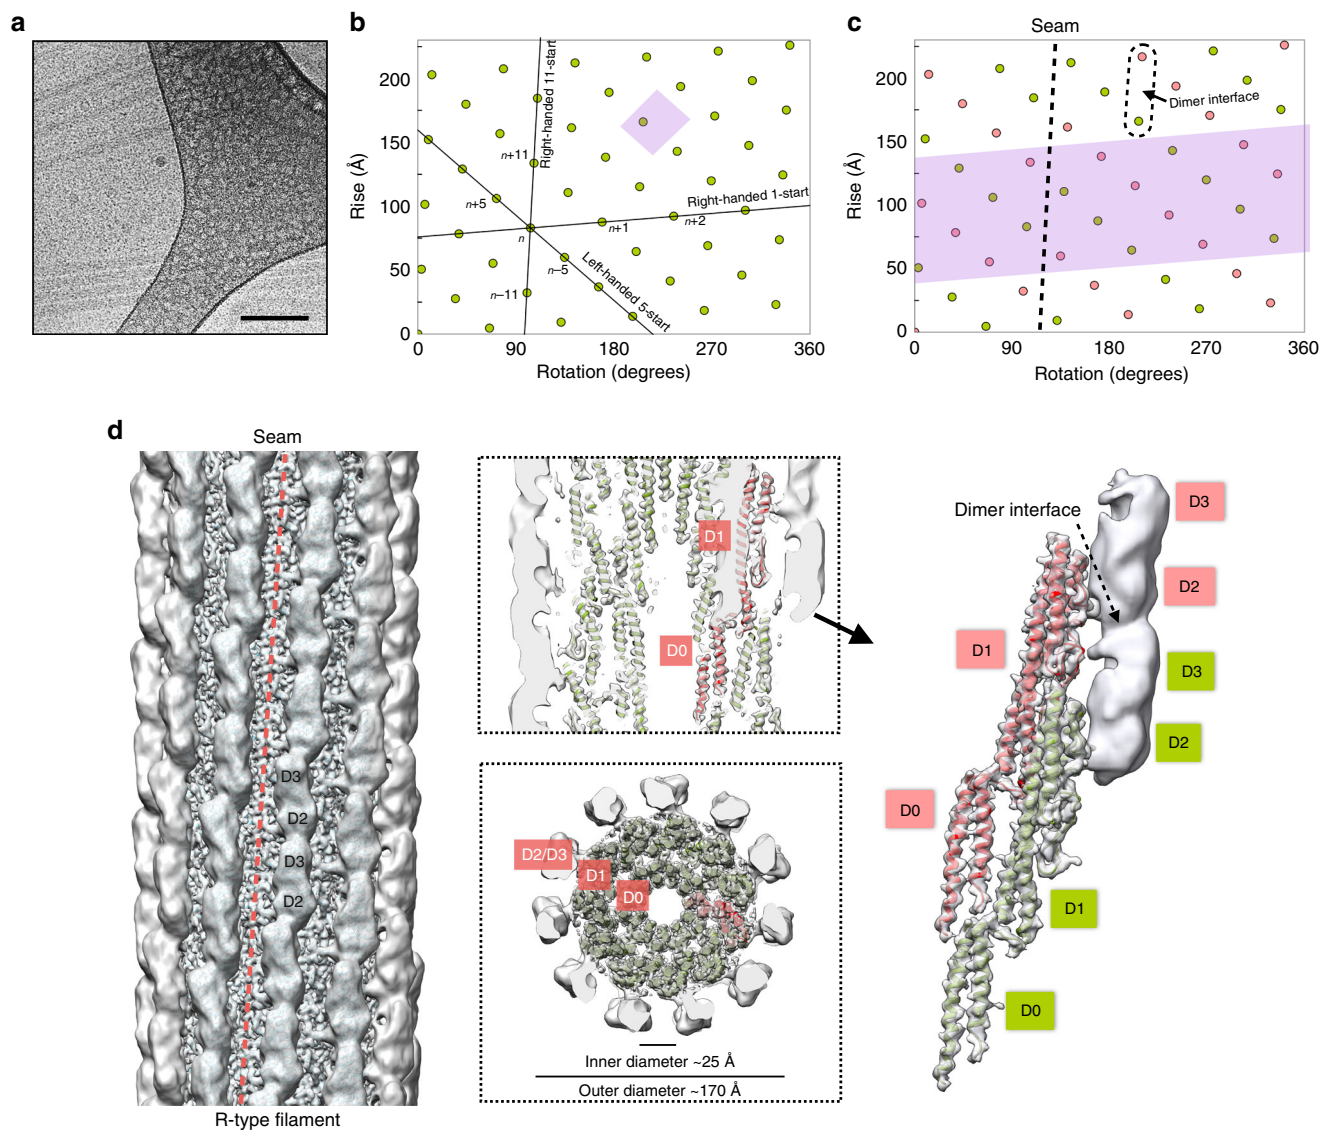 a
b
Rise (Å)
200
150
100
50
0
0
90
180
270
360
Rotation (degrees)
Right-handed 11-start
n+11
n+5
Right-handed 1-start
n
n+1
n+2
n–5
Left-handed 5-start
n–11
c
Seam
Dimer interface
Rise (Å)
200
150
100
50
0
0
90
180
270
360
Rotation (degrees)
d
Seam
D3
D2
D3
D2
R-type filament
D1
D0
D2/D3
D1
D0
Inner diameter ~25 Å
Outer diameter ~170 Å
Dimer interface
D3
D2
D1
D3
D2
D0
D1
D0